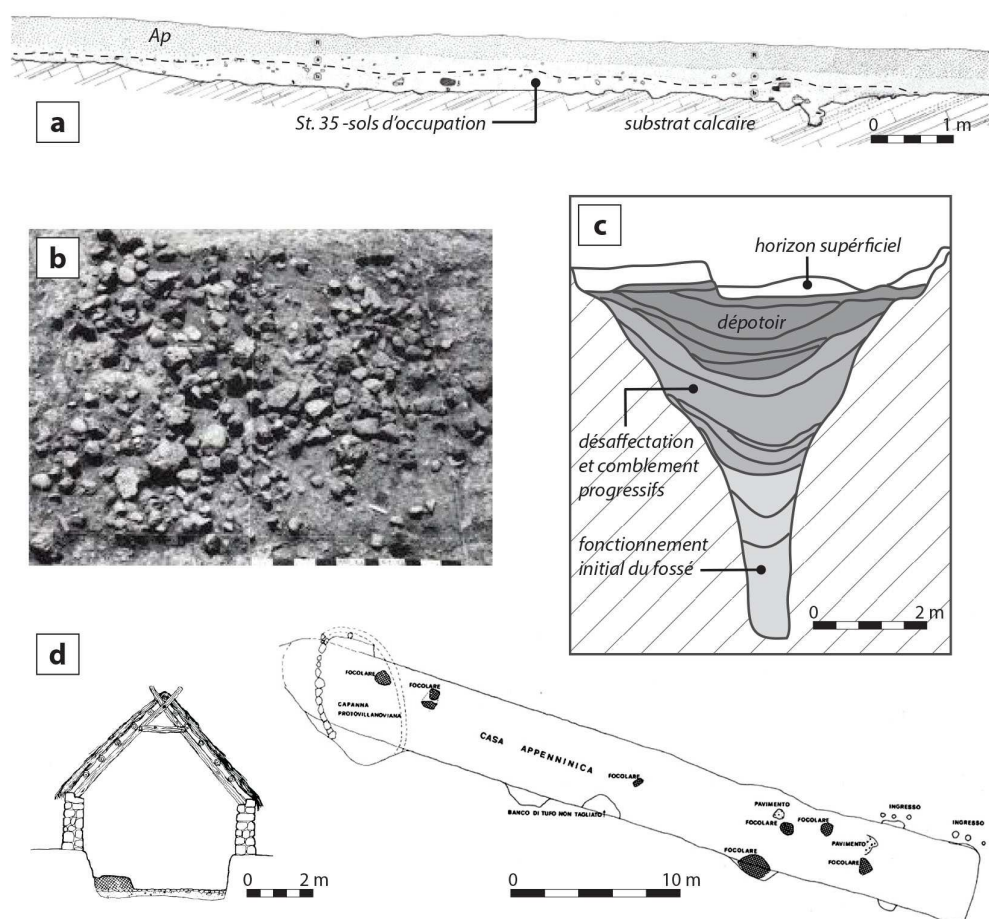 Ap
a
St. 35 -sols d'occupation
substrat calcaire
0 1 m
b
c
horizon supérficiel
dépotoir
désaffectation
et comblement
progressifs
fonctionnement
initial du fossé
0 2 m
d
FOCOLARE
FOCOLARE
CAPANNA
PROTOVILLANOVIANA
CASA APPENNINICA
FOCOLARE
BANCO DI TUFO NON TAGLIATO
PAVIMENTO
FOCOLARE
FOCOLARE
INGRESSO
INGRESSO
PAVIMENTO
FOCOLARE
FOCOLARE
0 2 m
0 10 m